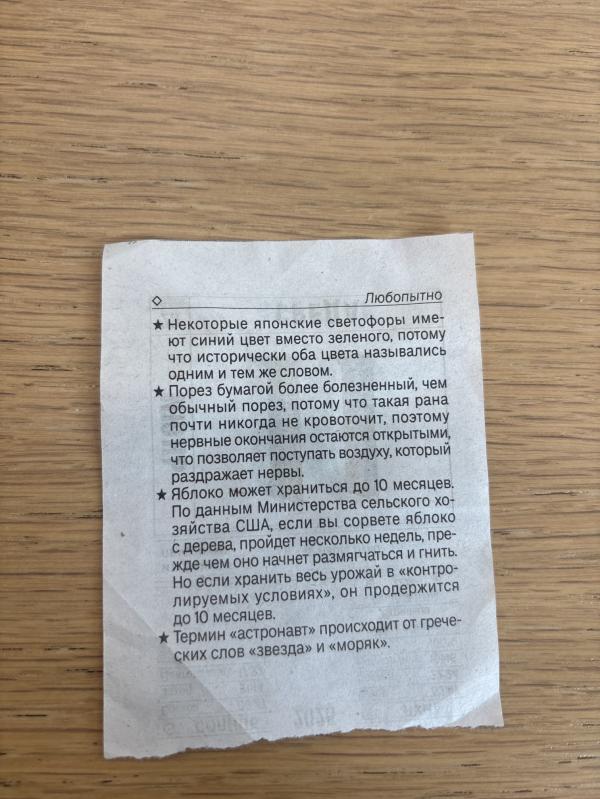 Любопытно
★ Некоторые японские светофоры име-
ют синий цвет вместо зеленого, потому
что исторически оба цвета назывались
одним и тем же словом.
★ Порез бумагой более болезненный, чем
обычный порез, потому что такая рана
почти никогда не кровоточит, поэтому
нервные окончания остаются открытыми,
что позволяет поступать воздуху, который
раздражает нервы.
★ Яблоко может храниться до 10 месяцев.
По данным Министерства сельского хо-
зяйства США, если вы сорвете яблоко
с дерева, пройдет несколько недель, пре-
жде чем оно начнет размягчаться и гнить.
Но если хранить весь урожай в «контро-
лируемых условиях», он продержится
до 10 месяцев.
★ Термин «астронавт» происходит от грече-
ских слов «звезда» и «моряк».